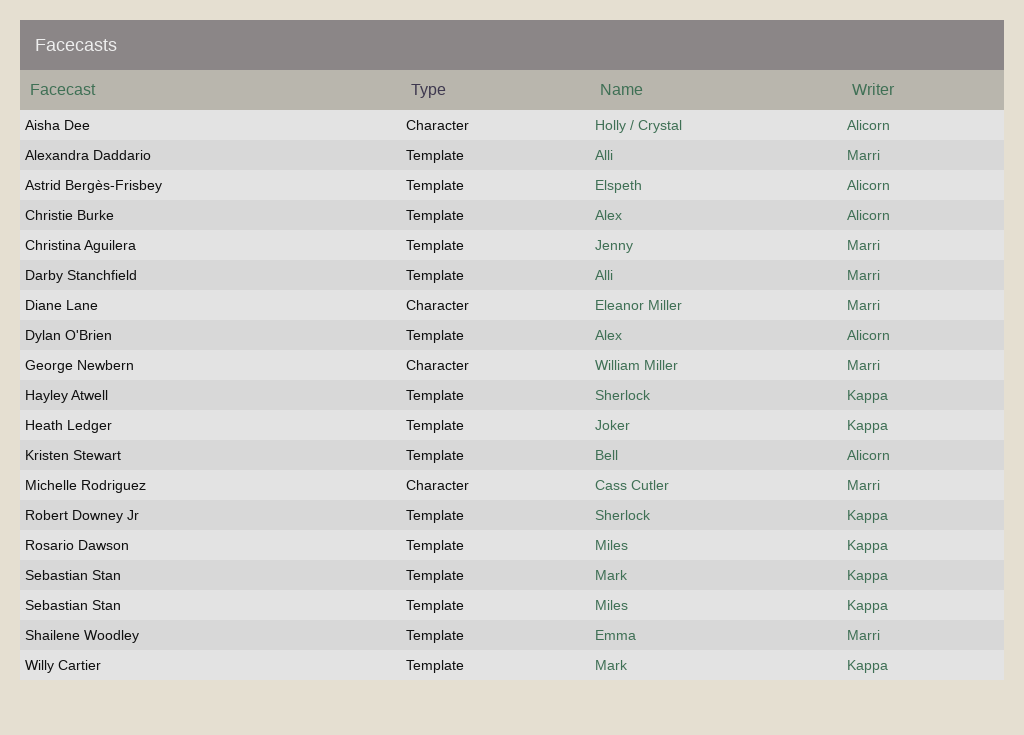 Facecasts
Facecast Type Name Writer
Aisha Dee Character Holly / Crystal Alicorn
Alexandra Daddario Template Alli Marri
Astrid Bergès-Frisbey Template Elspeth Alicorn
Christie Burke Template Alex Alicorn
Christina Aguilera Template Jenny Marri
Darby Stanchfield Template Alli Marri
Diane Lane Character Eleanor Miller Marri
Dylan O'Brien Template Alex Alicorn
George Newbern Character William Miller Marri
Hayley Atwell Template Sherlock Kappa
Heath Ledger Template Joker Kappa
Kristen Stewart Template Bell Alicorn
Michelle Rodriguez Character Cass Cutler Marri
Robert Downey Jr Template Sherlock Kappa
Rosario Dawson Template Miles Kappa
Sebastian Stan Template Mark Kappa
Sebastian Stan Template Miles Kappa
Shailene Woodley Template Emma Marri
Willy Cartier Template Mark Kappa